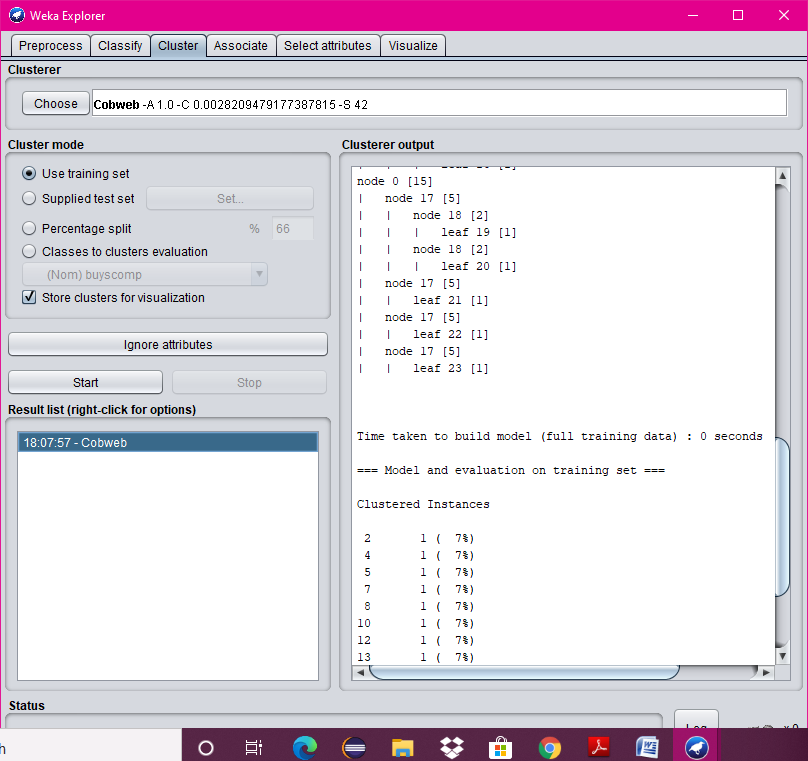 Weka Explorer
Preprocess Classify Cluster Associate Select attributes Visualize
Clusterer
Choose Cobweb -A 1.0 -C 0.0028209479177387815 -S 42
Cluster mode
Use training set
Supplied test set Set...
Percentage split % 66
Classes to clusters evaluation
(Nom) buyscomp
Store clusters for visualization
Ignore attributes
Start Stop
Result list (right-click for options)
18:07:57 - Cobweb
Clusterer output
node 0 [15]
| node 17 [5]
| | node 18 [2]
| | | leaf 19 [1]
| | node 18 [2]
| | | leaf 20 [1]
| node 17 [5]
| | leaf 21 [1]
| node 17 [5]
| | leaf 22 [1]
| node 17 [5]
| | leaf 23 [1]
Time taken to build model (full training data) : 0 seconds
=== Model and evaluation on training set ===
Clustered Instances
2 1 ( 7%)
4 1 ( 7%)
5 1 ( 7%)
7 1 ( 7%)
8 1 ( 7%)
10 1 ( 7%)
12 1 ( 7%)
13 1 ( 7%)
Status
Log
x 0
h